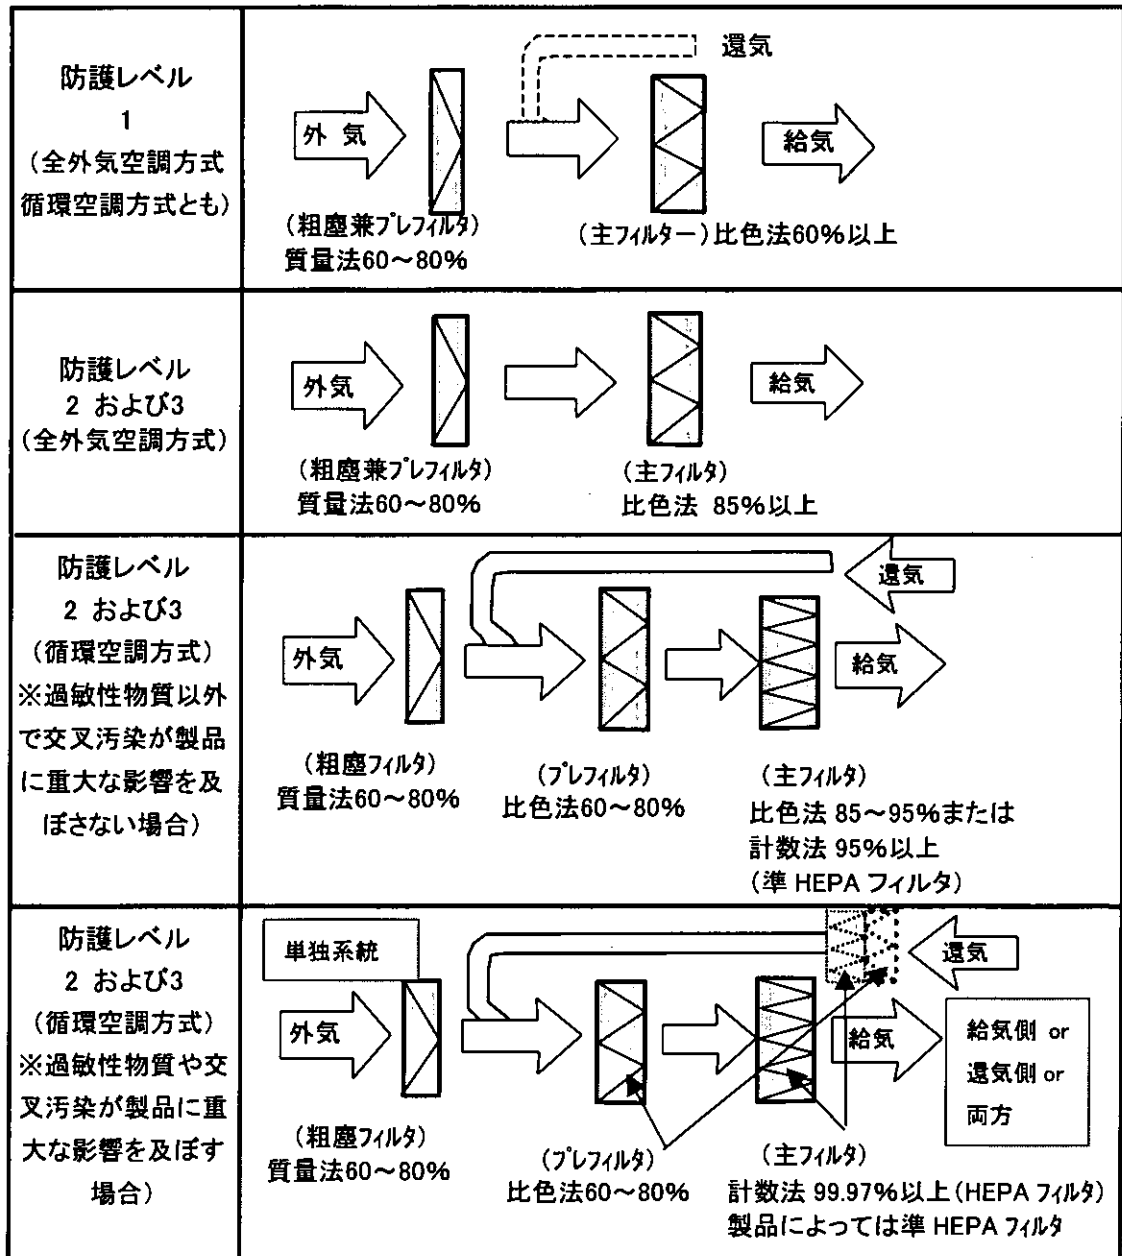 防護レベル
1
(全外気空調方式
循環空調方式とも)
還気
外 気
給気
(粗塵兼プレフィルタ)
質量法60～80%
(主フィルター)比色法60%以上
防護レベル
2 および3
(全外気空調方式)
外気
給気
(粗塵兼プレフィルタ)
質量法60～80%
(主フィルタ)
比色法 85%以上
防護レベル
2 および3
(循環空調方式)
※過敏性物質以外
で交叉汚染が製品
に重大な影響を及
ぼさない場合)
還気
外気
給気
(粗塵フィルタ)
質量法60～80%
(プレフィルタ)
比色法60～80%
(主フィルタ)
比色法 85～95%または
計数法 95%以上
(準 HEPA フィルタ)
防護レベル
2 および3
(循環空調方式)
※過敏性物質や交
叉汚染が製品に重
大な影響を及ぼす
場合)
単独系統
還気
外気
給気
給気側 or
還気側 or
両方
(粗塵フィルタ)
質量法60～80%
(プレフィルタ)
比色法60～80%
(主フィルタ)
計数法 99.97%以上(HEPA フィルタ)
製品によっては準 HEPA フィルタ